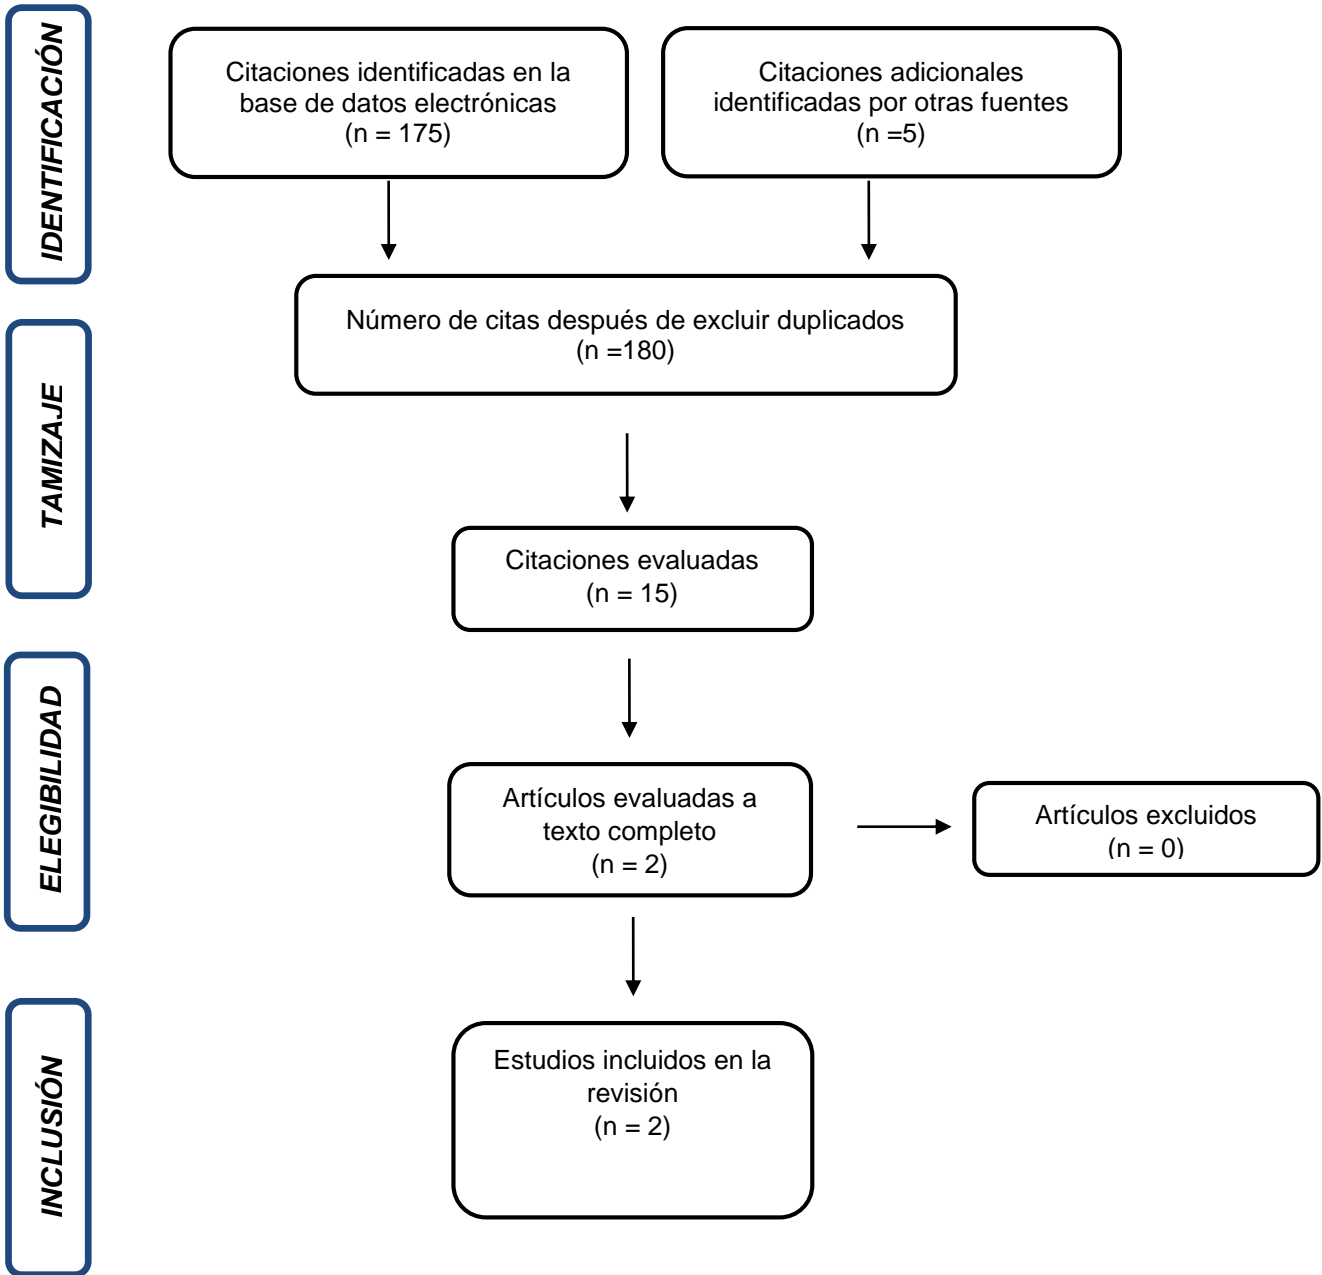 IDENTIFICACIÓN
Citaciones identificadas en la
base de datos electrónicas
(n = 175)
Citaciones adicionales
identificadas por otras fuentes
(n =5)
Número de citas después de excluir duplicados
(n =180)
TAMIZAJE
Citaciones evaluadas
(n = 15)
ELEGIBILIDAD
Artículos evaluadas a
texto completo
(n = 2)
Artículos excluidos
(n = 0)
INCLUSIÓN
Estudios incluidos en la
revisión
(n = 2)